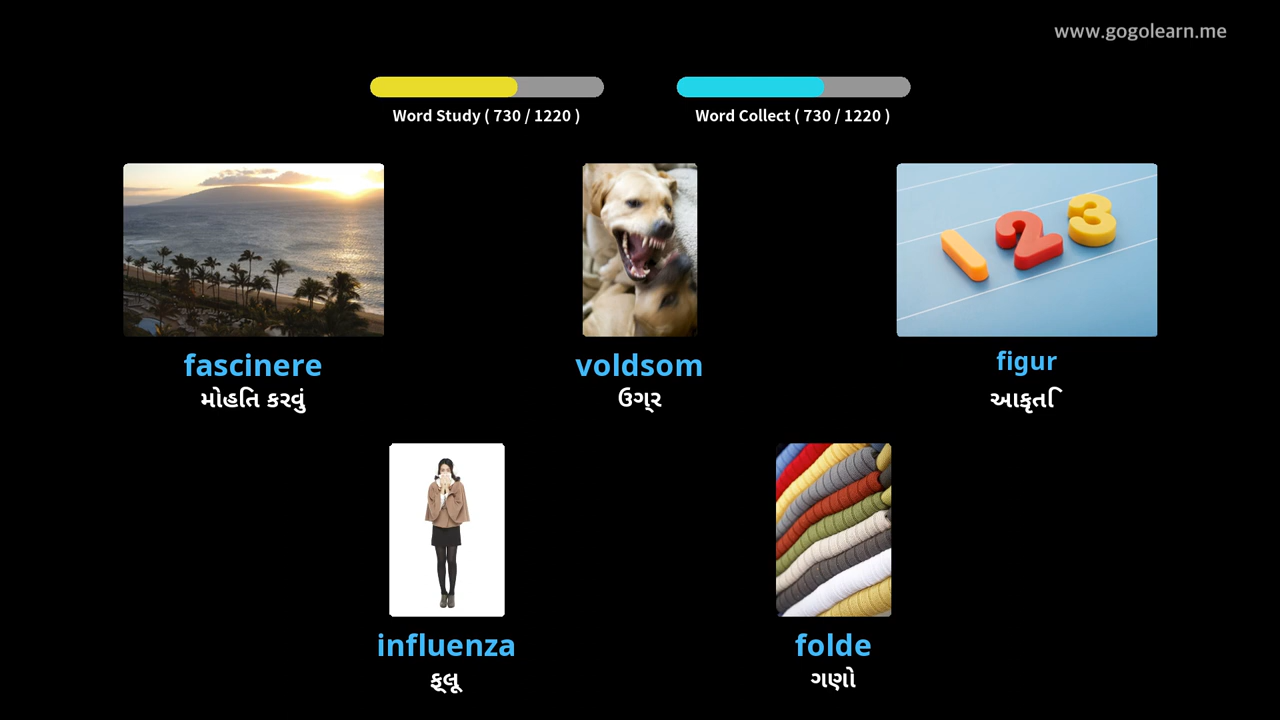 www.gogolearn.me
Word Study ( 730 / 1220 )
Word Collect ( 730 / 1220 )
fascinere
મોહિત કરવું
voldsom
ઉગ્ર
figur
આકૃતિ
influenza
ફ્લૂ
folde
ગણો